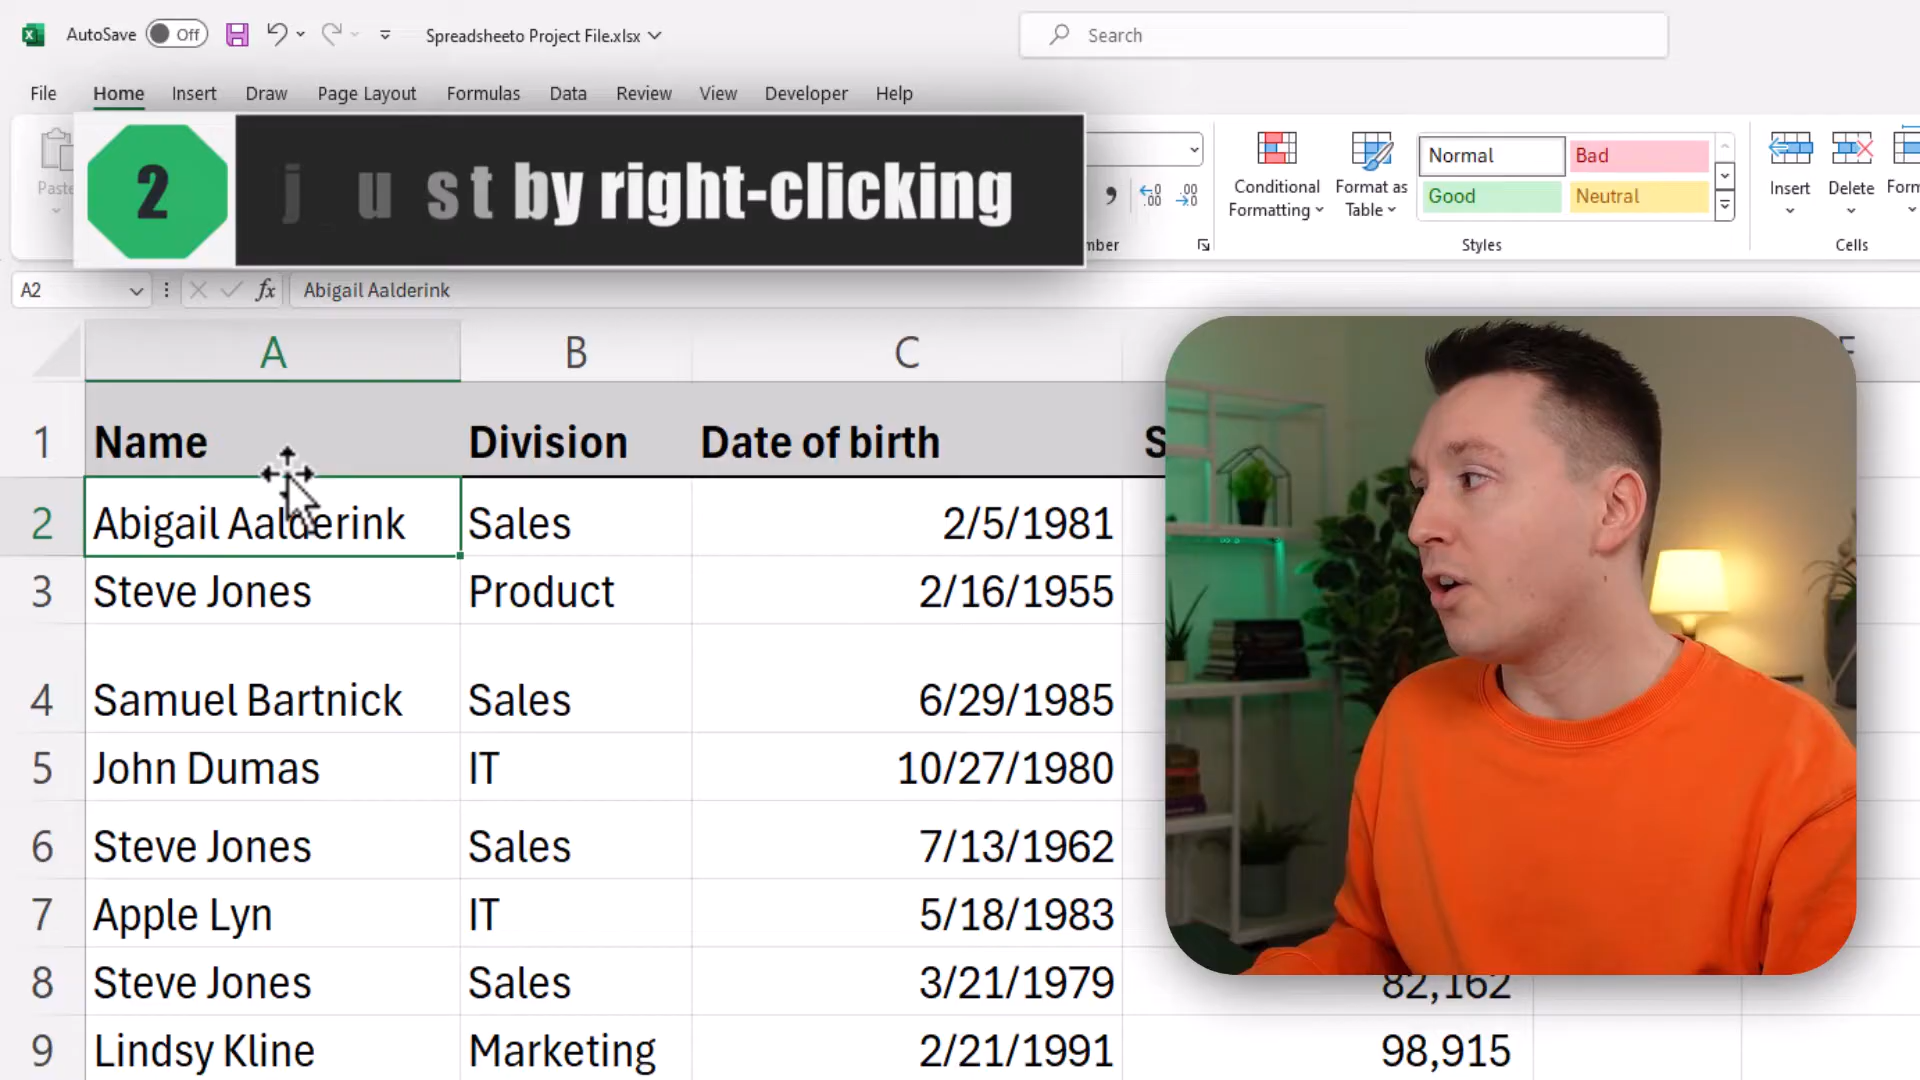 AutoSave Off Spreadsheeto Project File.xlsx Search
File Home Insert Draw Page Layout Formulas Data Review View Developer Help
2 just by right-clicking
Paste
Conditional Formatting
Format as Table
Normal Bad
Good Neutral
Insert Delete
Styles Cells
A2 fx Abigail Aalderink
A B C
1 Name Division Date of birth S
2 Abigail Aalderink Sales 2/5/1981
3 Steve Jones Product 2/16/1955
4 Samuel Bartnick Sales 6/29/1985
5 John Dumas IT 10/27/1980
6 Steve Jones Sales 7/13/1962
7 Apple Lyn IT 5/18/1983
8 Steve Jones Sales 3/21/1979 82,162
9 Lindsy Kline Marketing 2/21/1991 98,915